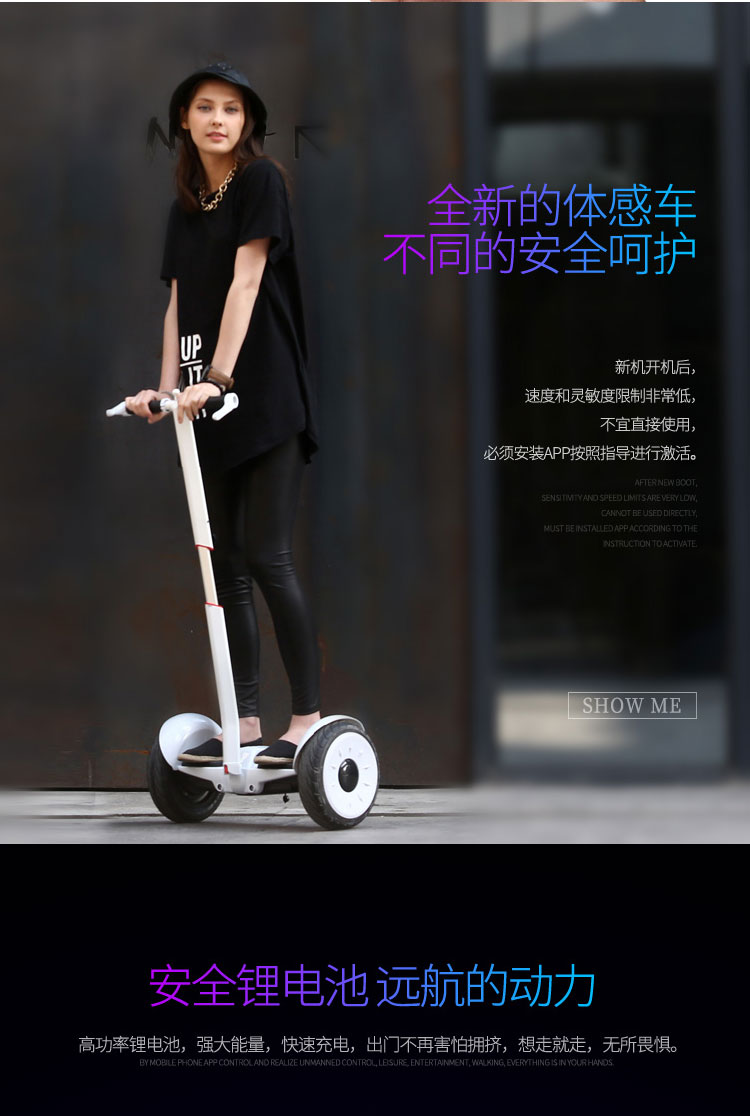 全新的体感车
不同的安全呵护
新机开机后，
速度和灵敏度限制非常低，
不宜直接使用，
必须安装APP按照指导进行激活。
AFTER NEW BOOT,
SENSITIVITY AND SPEED LIMITS ARE VERY LOW,
CANNOT BE USED DIRECTLY,
MUST BE INSTALLED APP ACCORDING TO THE
INSTRUCTION TO ACTIVATE.
UP
IT
SHOW ME
安全锂电池 远航的动力
高功率锂电池，强大能量，快速充电，出门不再害怕拥挤，想走就走，无所畏惧。
BY MOBILE PHONE APP CONTROL AND REALIZE UNMANNED CONTROL, LEISURE, ENTERTAINMENT, WALKING, EVERYTHING IS IN YOUR HANDS.